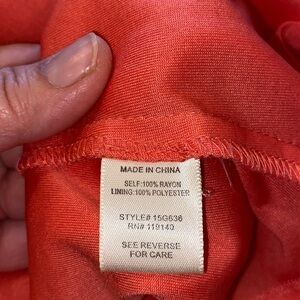 MADE IN CHINA
SELF:100% RAYON
LINING:100% POLYESTER
STYLE# 15G636
RN# 119140
SEE REVERSE
FOR CARE